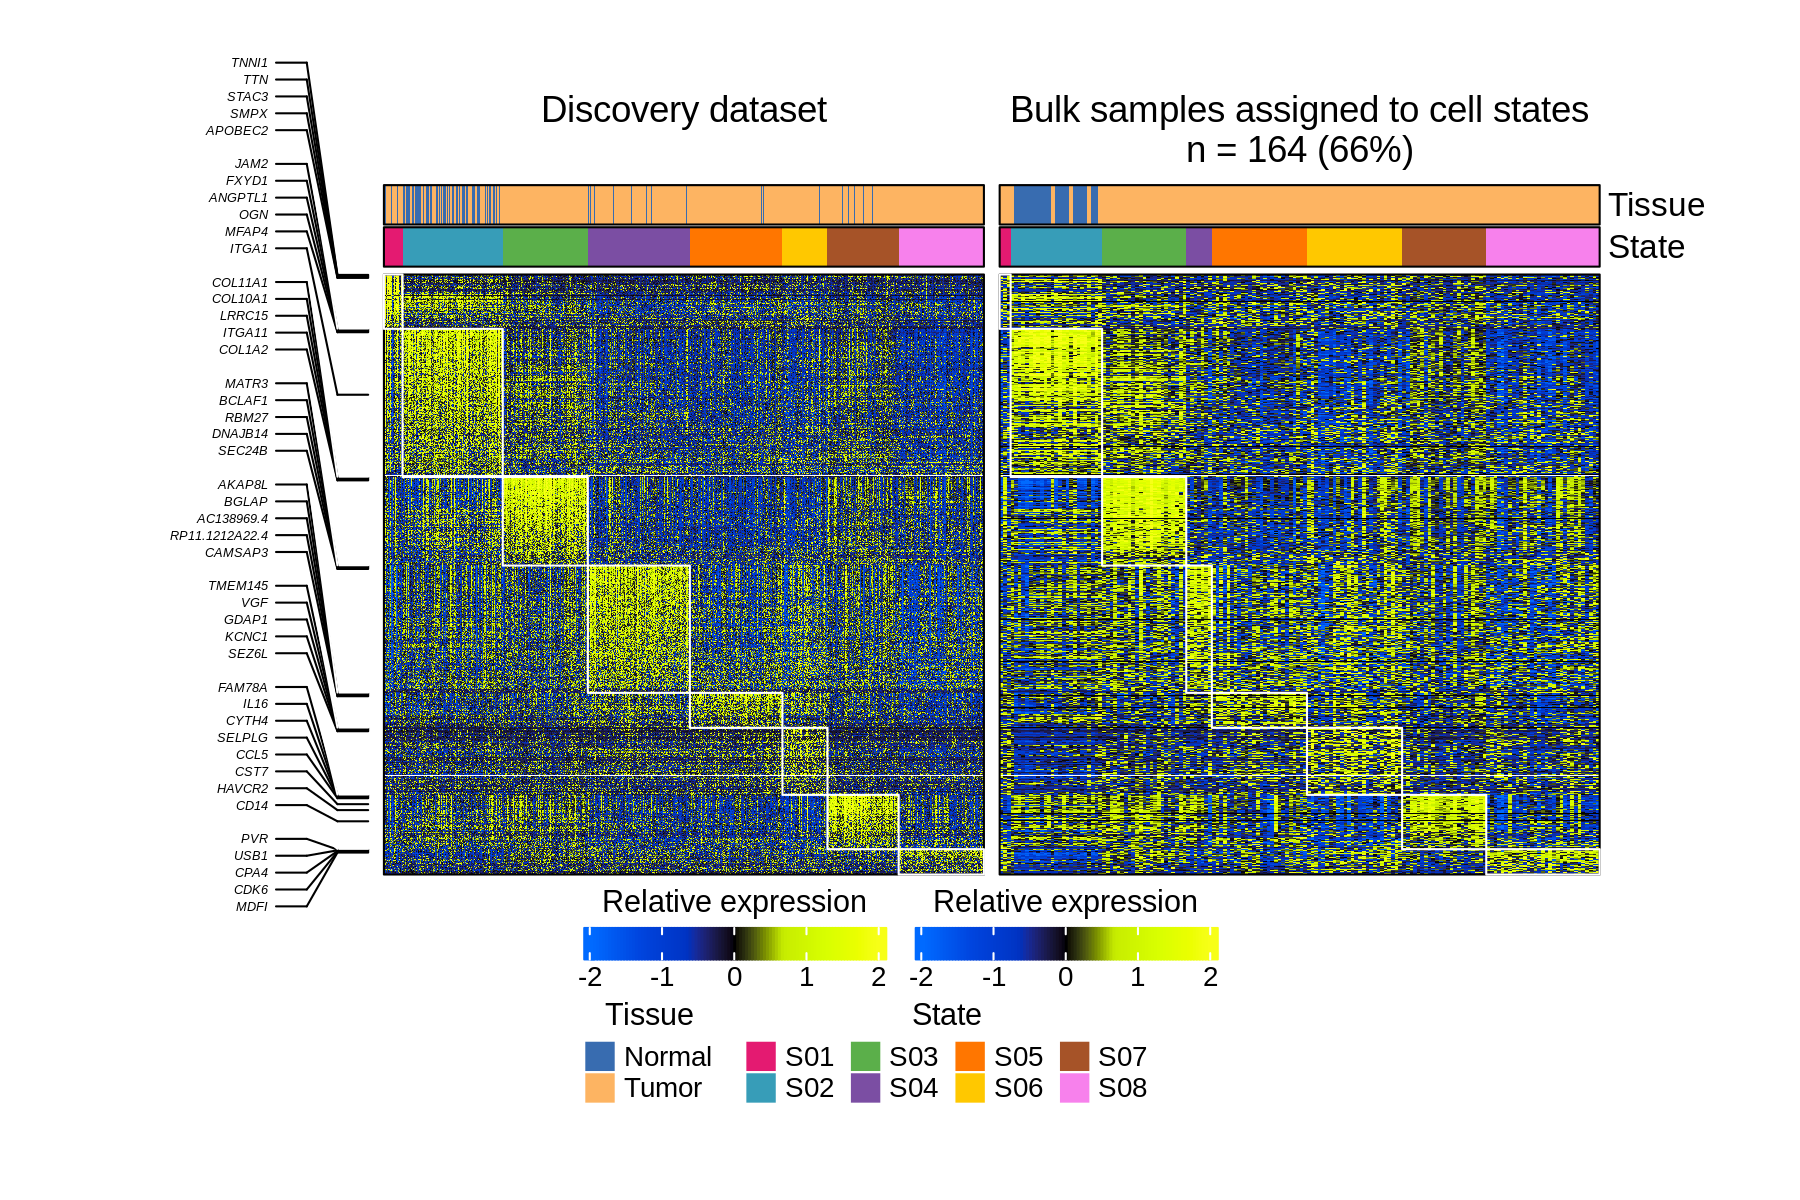 TNNI1
TTN
STAC3
SMPX
APOBEC2
JAM2
FXYD1
ANGPTL1
OGN
MFAP4
ITGA1
COL11A1
COL10A1
LRRC15
ITGA11
COL1A2
MATR3
BCLAF1
RBM27
DNAJB14
SEC24B
AKAP8L
BGLAP
AC138969.4
RP11.1212A22.4
CAMSAP3
TMEM145
VGF
GDAP1
KCNC1
SEZ6L
FAM78A
IL16
CYTH4
SELPLG
CCL5
CST7
HAVCR2
CD14
PVR
USB1
CPA4
CDK6
MDFI
Discovery dataset
Bulk samples assigned to cell states
n = 164 (66%)
Tissue
State
Relative expression
-2 -1 0 1 2
Relative expression
-2 -1 0 1 2
Tissue
Normal
Tumor
State
S01 S03 S05 S07
S02 S04 S06 S08